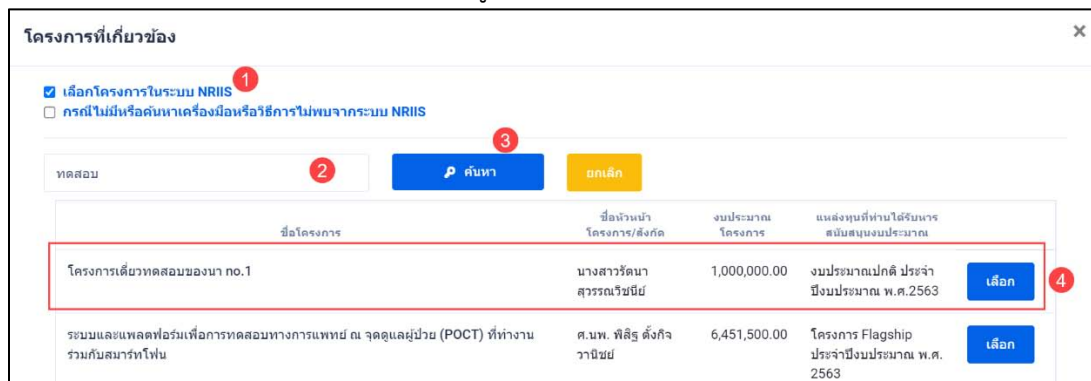 โครงการที่เกี่ยวข้อง
×
1
เลือกโครงการในระบบ NRIIS
กรณีไม่มีหรือค้นหาเครื่องมือหรือวิธีการไม่พบจากระบบ NRIIS
3
ทดสอบ
2
ค้นหา
ยกเลิก
ชื่อโครงการ
ชื่อหัวหน้า
โครงการ/สังกัด
งบประมาณ
โครงการ
แหล่งทุนที่ท่านได้รับการ
สนับสนุนงบประมาณ
โครงการเดี่ยวทดสอบของนา no.1
นางสาวรัตนา
สุวรรณวิชนีย์
1,000,000.00
งบประมาณปกติ ประจำ
ปีงบประมาณ พ.ศ.2563
เลือก
4
ระบบและแพลตฟอร์มเพื่อการทดสอบทางการแพทย์ ณ จุดดูแลผู้ป่วย (POCT) ที่ทำงาน
ร่วมกับสมาร์ทโฟน
ศ.นพ. พิสิฐ ตั้งกิจ
วานิชย์
6,451,500.00
โครงการ Flagship
ประจำปีงบประมาณ พ.ศ.
2563
เลือก